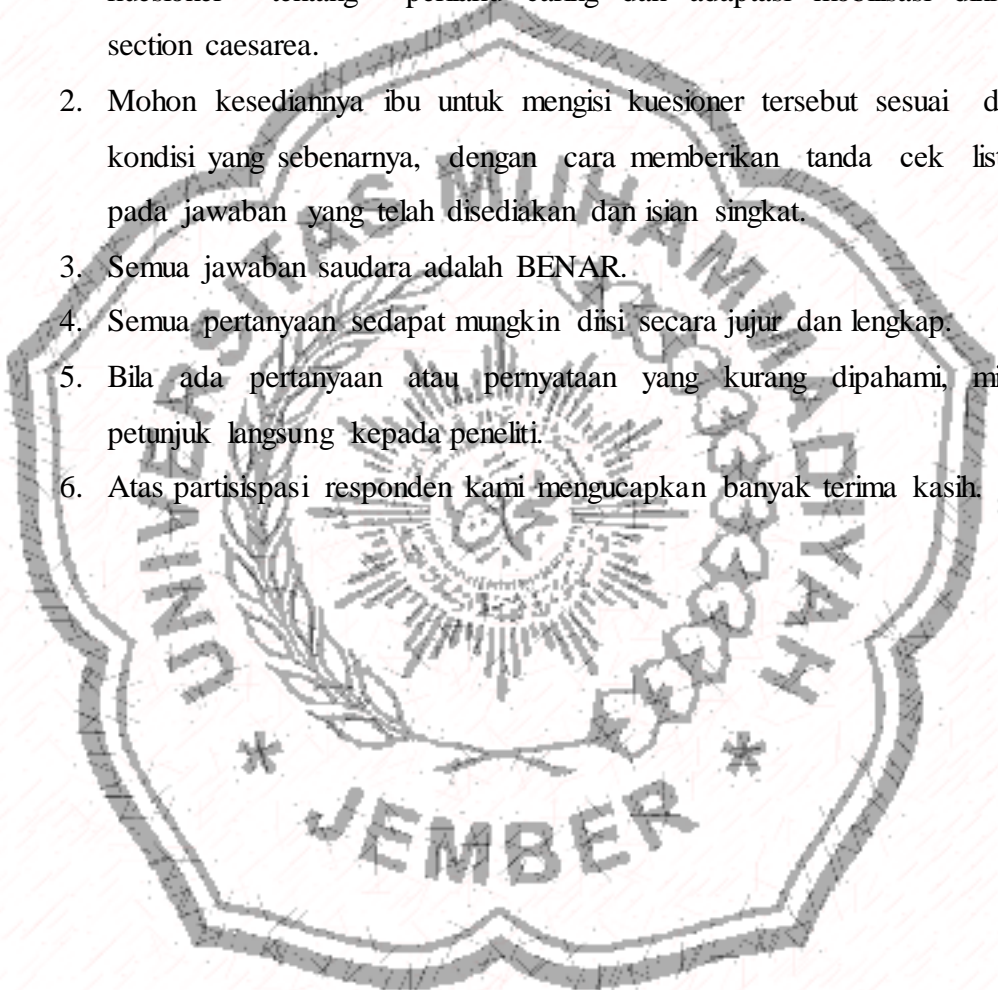 section caesarea.
2. Mohon kesediannya ibu untuk mengisi kuesioner tersebut sesuai
kondisi yang sebenarnya, dengan cara memberikan tanda cek list
pada jawaban yang telah disediakan dan isian singkat.
3. Semua jawaban saudara adalah BENAR.
4. Semua pertanyaan sedapat mungkin diisi secara jujur dan lengkap.
5. Bila ada pertanyaan atau pernyataan yang kurang dipahami,
petunjuk langsung kepada peneliti.
6. Atas partisispasi responden kami mengucapkan banyak terima kasih.
UNIVERSITAS MUHAMMADIYAH
* JEMBER *